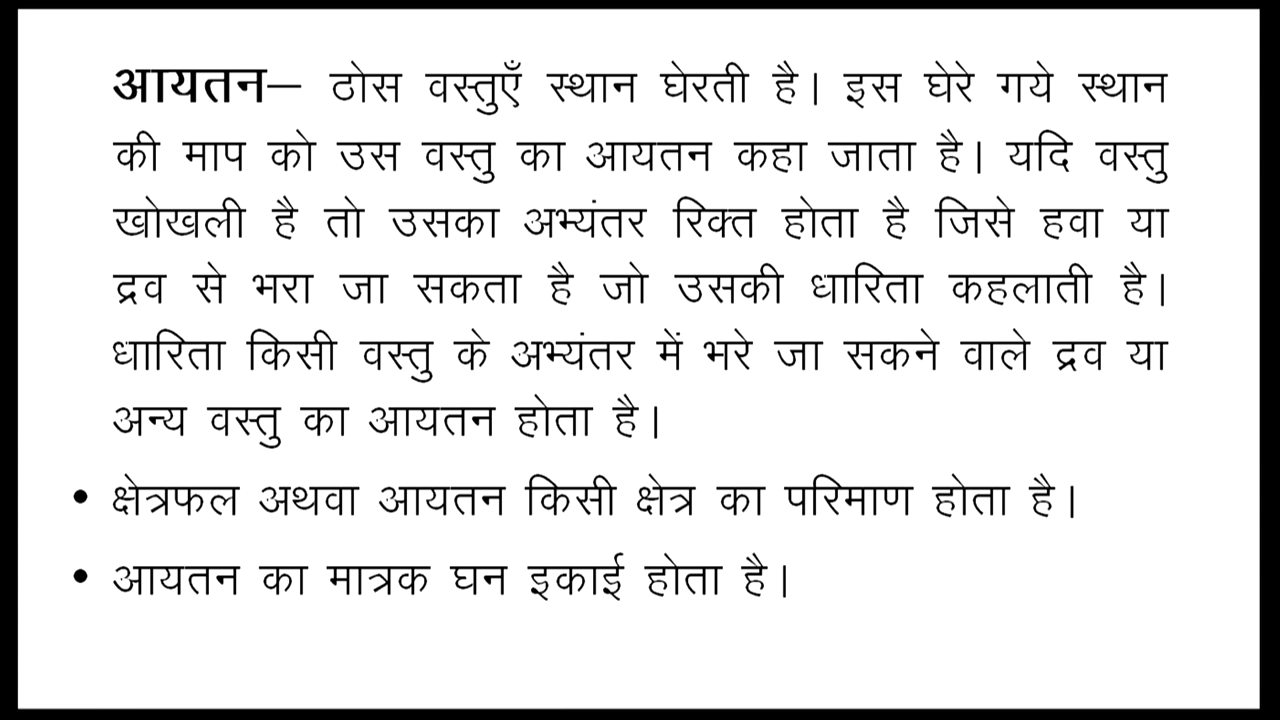 आयतन– ठोस वस्तुएँ स्थान घेरती है। इस घेरे गये स्थान
की माप को उस वस्तु का आयतन कहा जाता है। यदि वस्तु
खोखली है तो उसका अभ्यंतर रिक्त होता है जिसे हवा या
द्रव से भरा जा सकता है जो उसकी धारिता कहलाती है।
धारिता किसी वस्तु के अभ्यंतर में भरे जा सकने वाले द्रव या
अन्य वस्तु का आयतन होता है।
• क्षेत्रफल अथवा आयतन किसी क्षेत्र का परिमाण होता है।
• आयतन का मात्रक घन इकाई होता है।